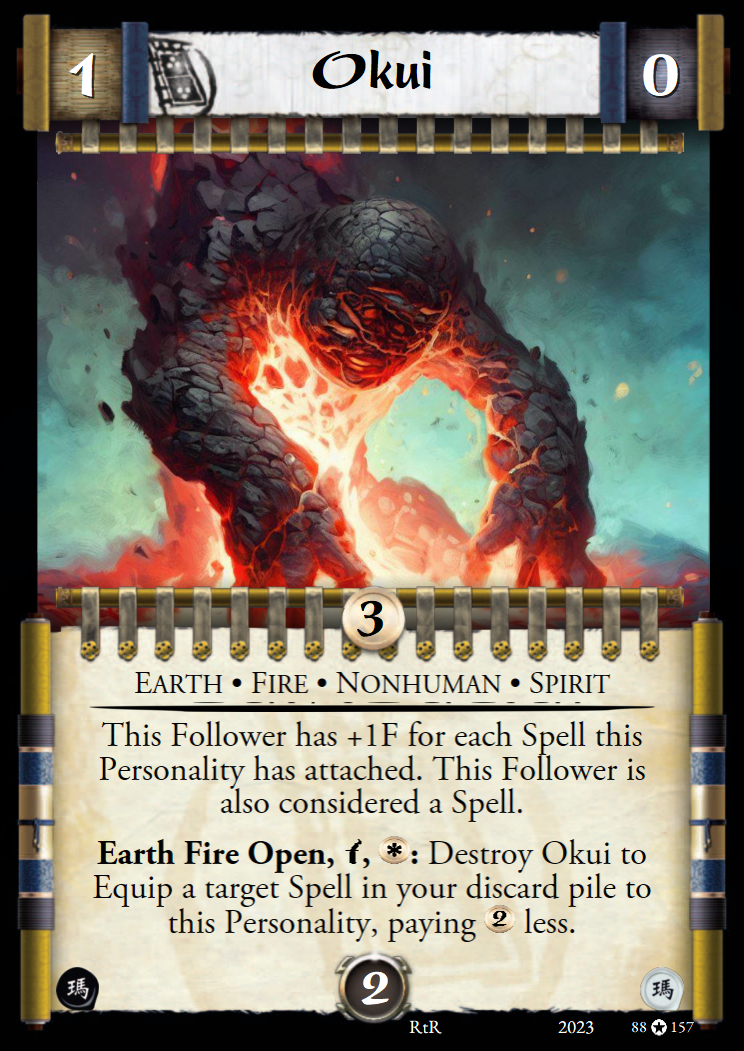 1
Okui
0
3
EARTH • FIRE • NONHUMAN • SPIRIT
This Follower has +1F for each Spell this
Personality has attached. This Follower is
also considered a Spell.
Earth Fire Open, , *: Destroy Okui to
Equip a target Spell in your discard pile to
this Personality, paying 2 less.
瑪
2
瑪
RtR
2023
88 ✪ 157